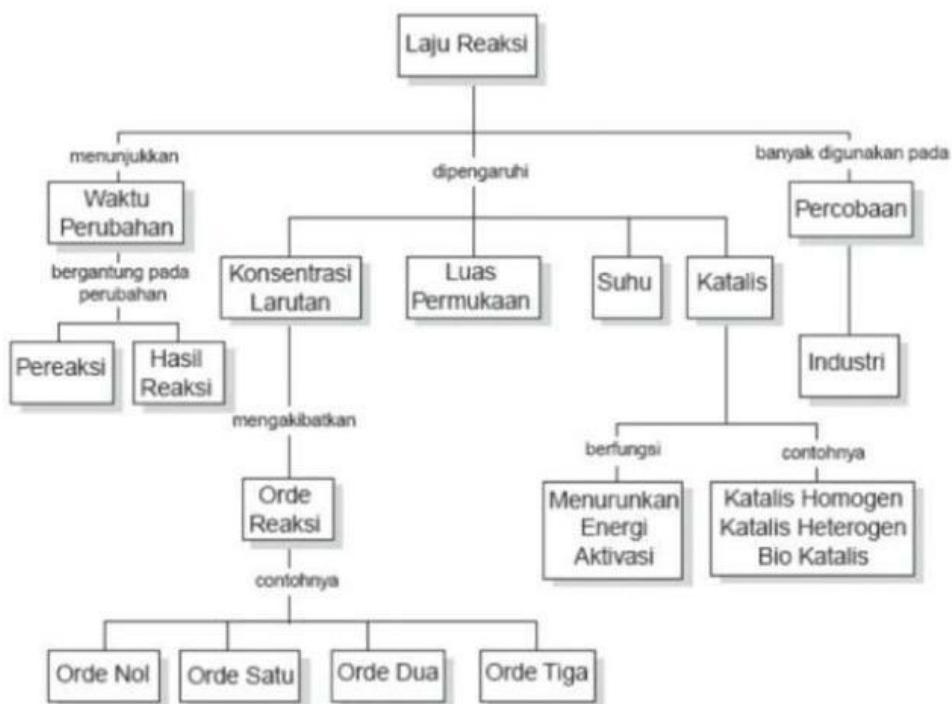 Laju Reaksi
menunjukkan
dipengaruhi
banyak digunakan pada
Waktu
Perubahan
Percobaan
bergantung pada
perubahan
Konsentrasi
Larutan
Luas
Permukaan
Suhu
Katalis
Pereaksi
Hasil
Reaksi
Industri
mengakibatkan
berfungsi
contohnya
Orde
Reaksi
Menurunkan
Energi
Aktivasi
Katalis Homogen
Katalis Heterogen
Bio Katalis
contohnya
Orde Nol
Orde Satu
Orde Dua
Orde Tiga